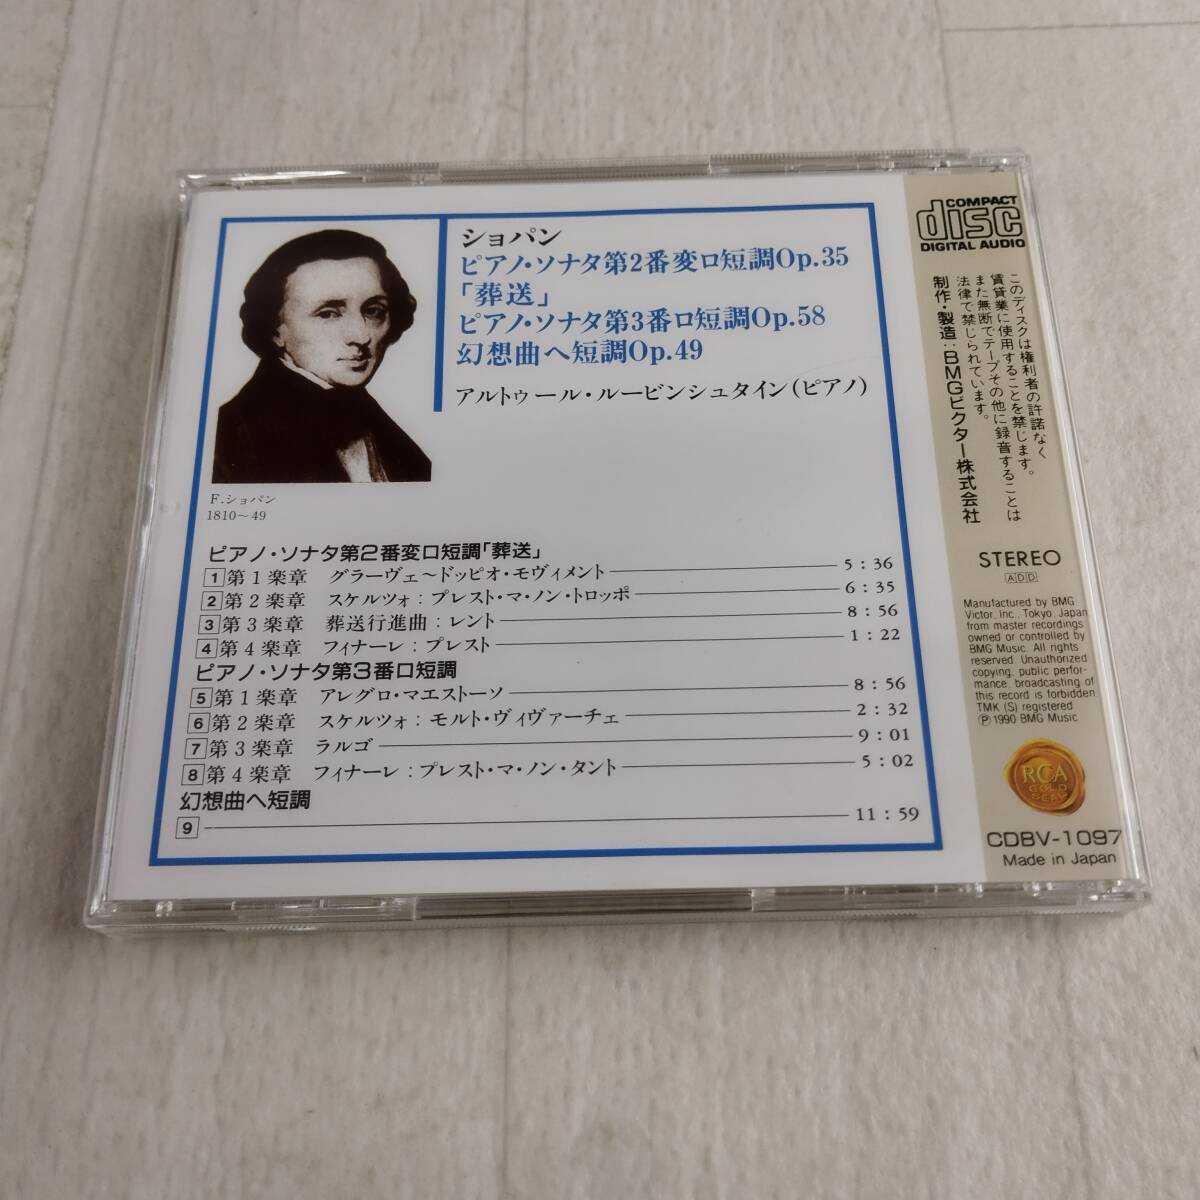 ショパン
ピアノ・ソナタ第2番変ロ短調Op.35
「葬送」
ピアノ・ソナタ第3番ロ短調Op.58
幻想曲ヘ短調Op.49
アルトゥール・ルービンシュタイン(ピアノ)
F.ショパン
1810〜49
ピアノ・ソナタ第2番変ロ短調「葬送」
1 第1楽章 グラーヴェ〜ドッピオ・モヴィメント 5:36
2 第2楽章 スケルツォ:プレスト・マ・ノン・トロッポ 6:35
3 第3楽章 葬送行進曲:レント 8:56
4 第4楽章 フィナーレ:プレスト 1:22
ピアノ・ソナタ第3番ロ短調
5 第1楽章 アレグロ・マエストーソ 8:56
6 第2楽章 スケルツォ:モルト・ヴィヴァーチェ 2:32
7 第3楽章 ラルゴ 9:01
8 第4楽章 フィナーレ:プレスト・マ・ノン・タント 5:02
幻想曲ヘ短調
9 11:59
COMPACT
disc
DIGITAL AUDIO
このディスクは権利者の許諾なく
賃貸業に使用することを禁じます。
また無断でテープその他に録音することは
法律で禁じられています。
制作・製造:BMGビクター株式会社
STEREO
ADD
Manufactured by BMG
Victor, Inc., Tokyo, Japan
from master recordings
owned or controlled by
BMG Music. All rights
reserved. Unauthorized
copying, public perfor-
mance, broadcasting of
this record is forbidden
TMK (S) registered
Ⓟ1990 BMG Music
RCA
GOLD
SEAL
CDBV-1097
Made in Japan